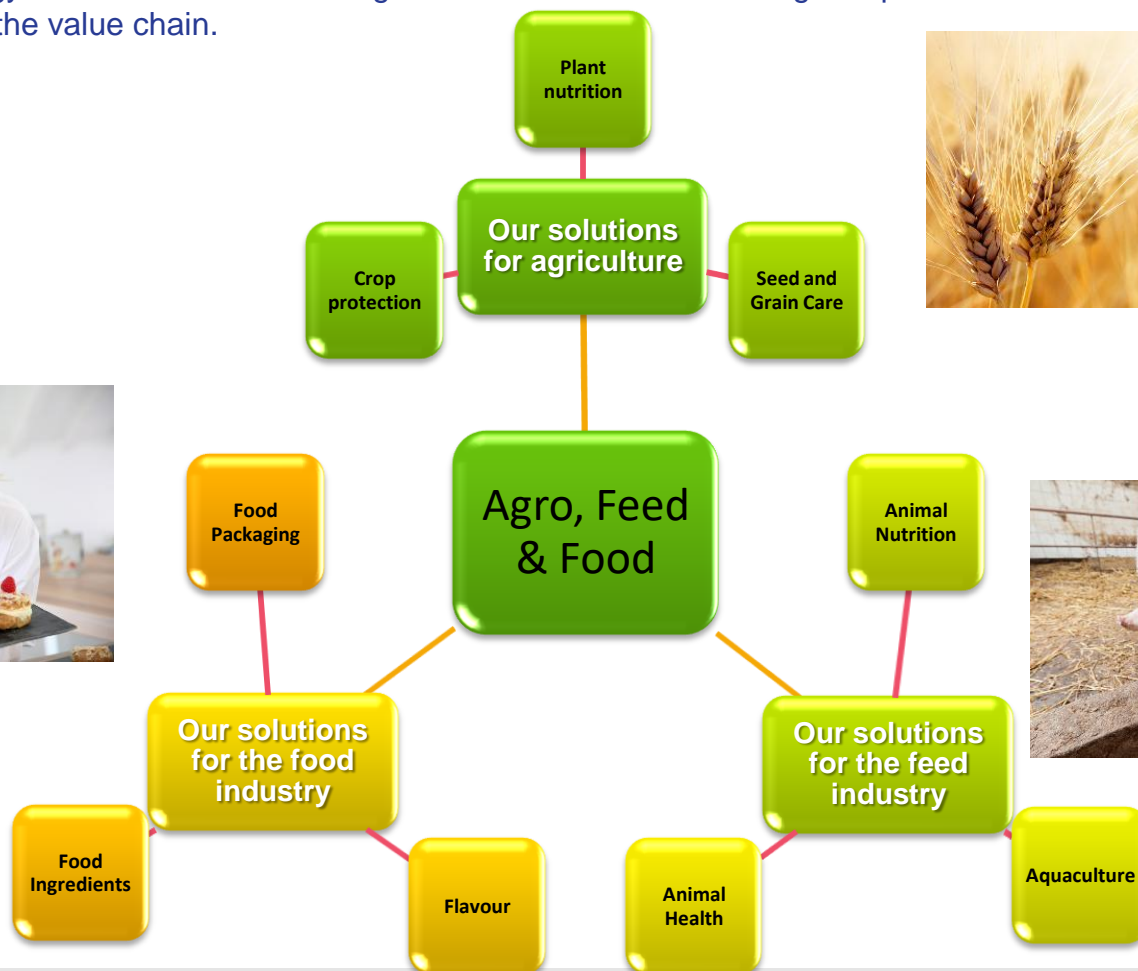 the value chain.
Plant
nutrition
Our solutions
for agriculture
Crop
protection
Seed and
Grain Care
Agro, Feed
& Food
Food
Packaging
Animal
Nutrition
Our solutions
for the food
industry
Our solutions
for the feed
industry
Food
Ingredients
Flavour
Animal
Health
Aquaculture